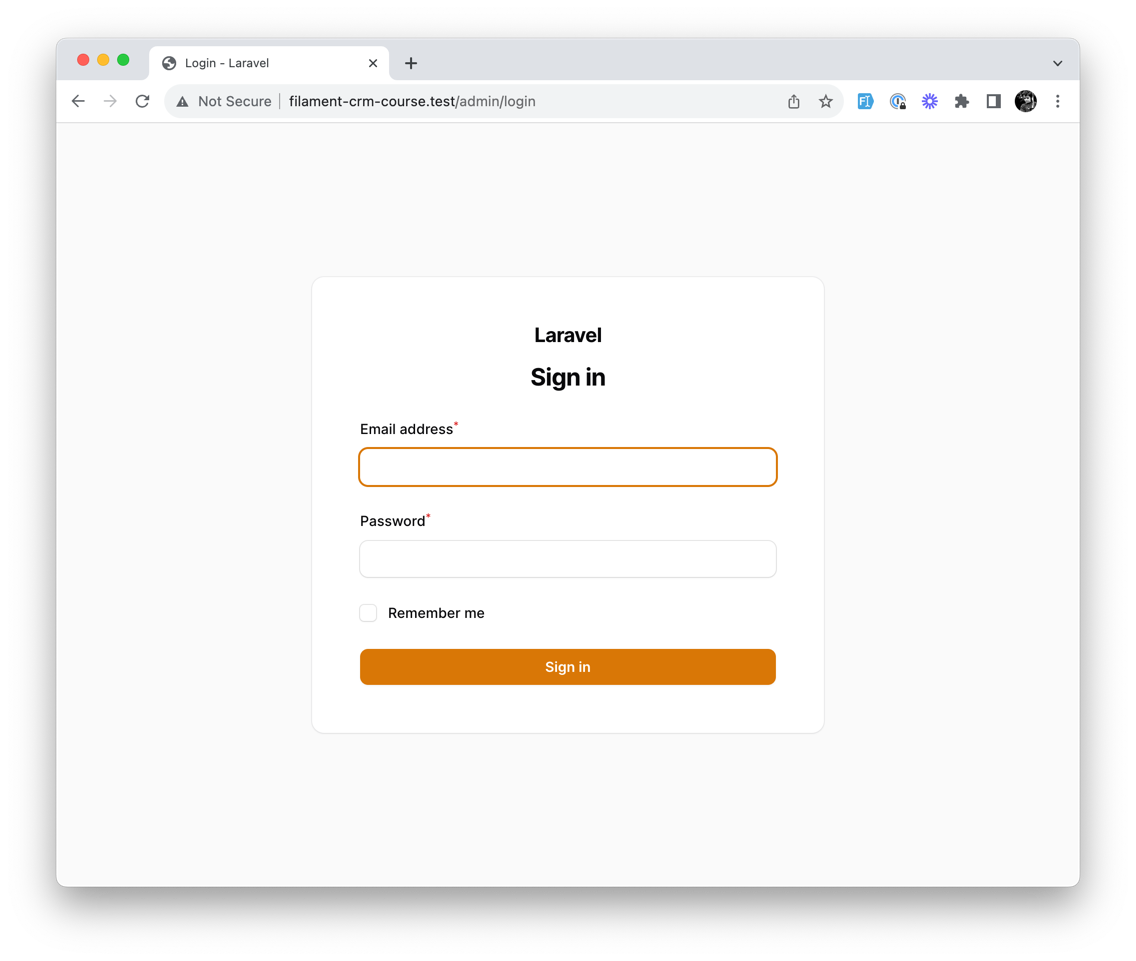 Login - Laravel
Not Secure filament-crm-course.test/admin/login
Laravel
Sign in
Email address*
Password*
Remember me
Sign in